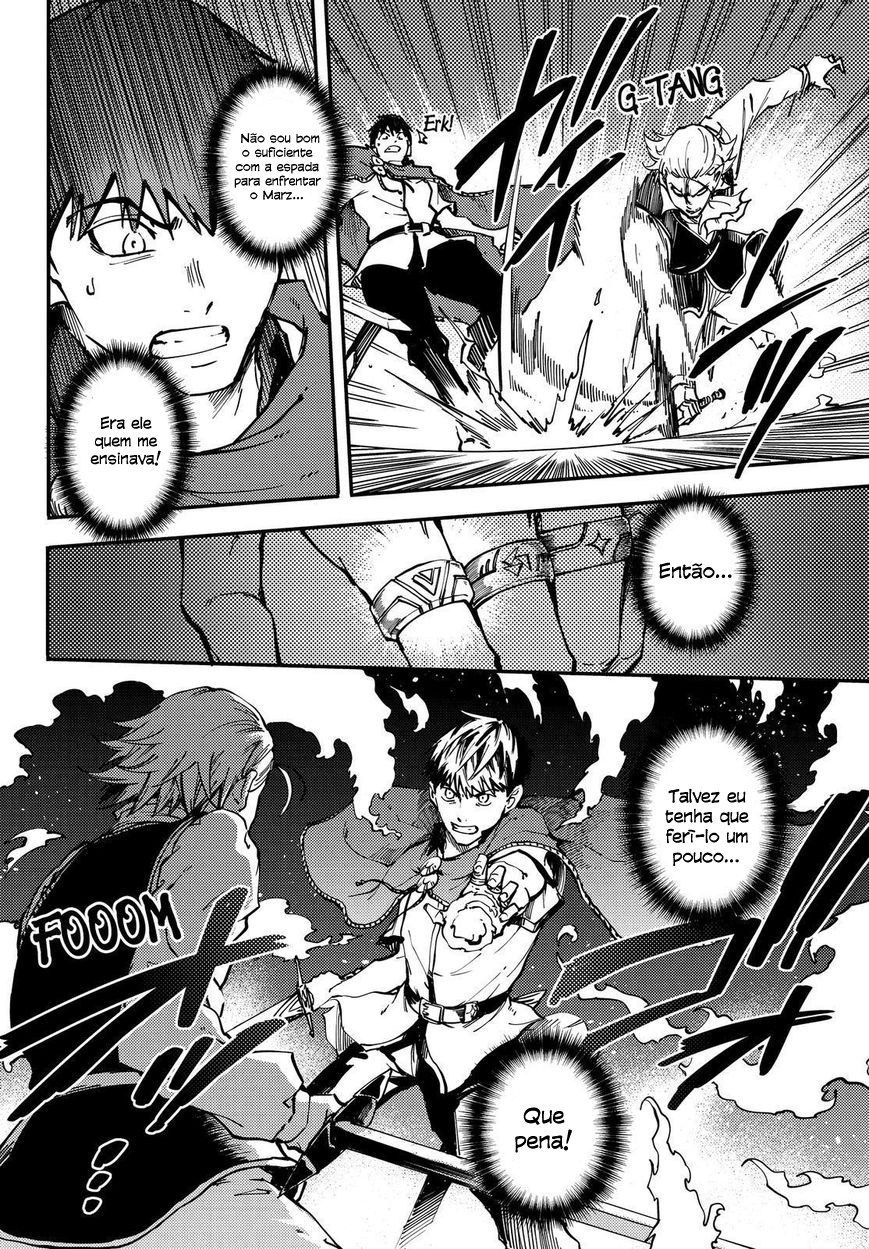 G-TANG
Erk!
Não sou bom
o suficiente
com a espada
para enfrentar
o Marz...
Era ele
quem me
ensinava!
Então...
Talvez eu
tenha que
ferí-lo um
pouco...
FOOOM
Que
pena!
...!